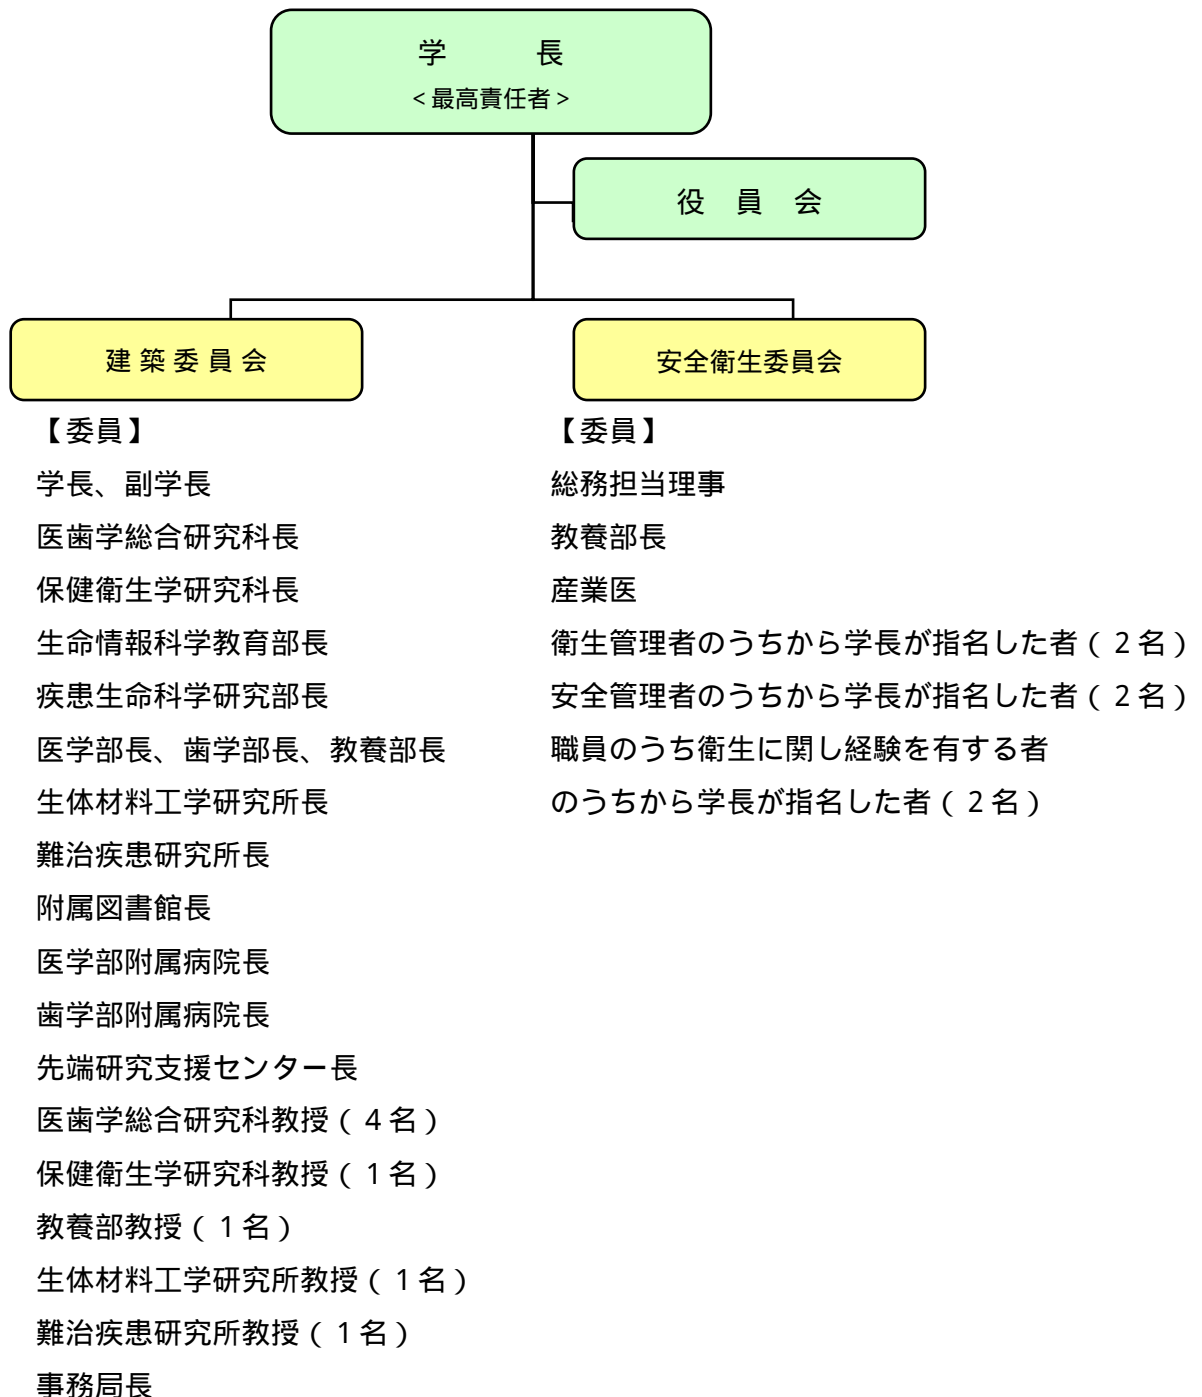 学　　　長
<最高責任者>
役　員　会
建 築 委 員 会
安全衛生委員会
【委員】
学長、副学長
医歯学総合研究科長
保健衛生学研究科長
生命情報科学教育部長
疾患生命科学研究部長
医学部長、歯学部長、教養部長
生体材料工学研究所長
難治疾患研究所長
附属図書館長
医学部附属病院長
歯学部附属病院長
先端研究支援センター長
医歯学総合研究科教授（4名）
保健衛生学研究科教授（1名）
教養部教授（1名）
生体材料工学研究所教授（1名）
難治疾患研究所教授（1名）
事務局長
【委員】
総務担当理事
教養部長
産業医
衛生管理者のうちから学長が指名した者（2名）
安全管理者のうちから学長が指名した者（2名）
職員のうち衛生に関し経験を有する者
のうちから学長が指名した者（2名）